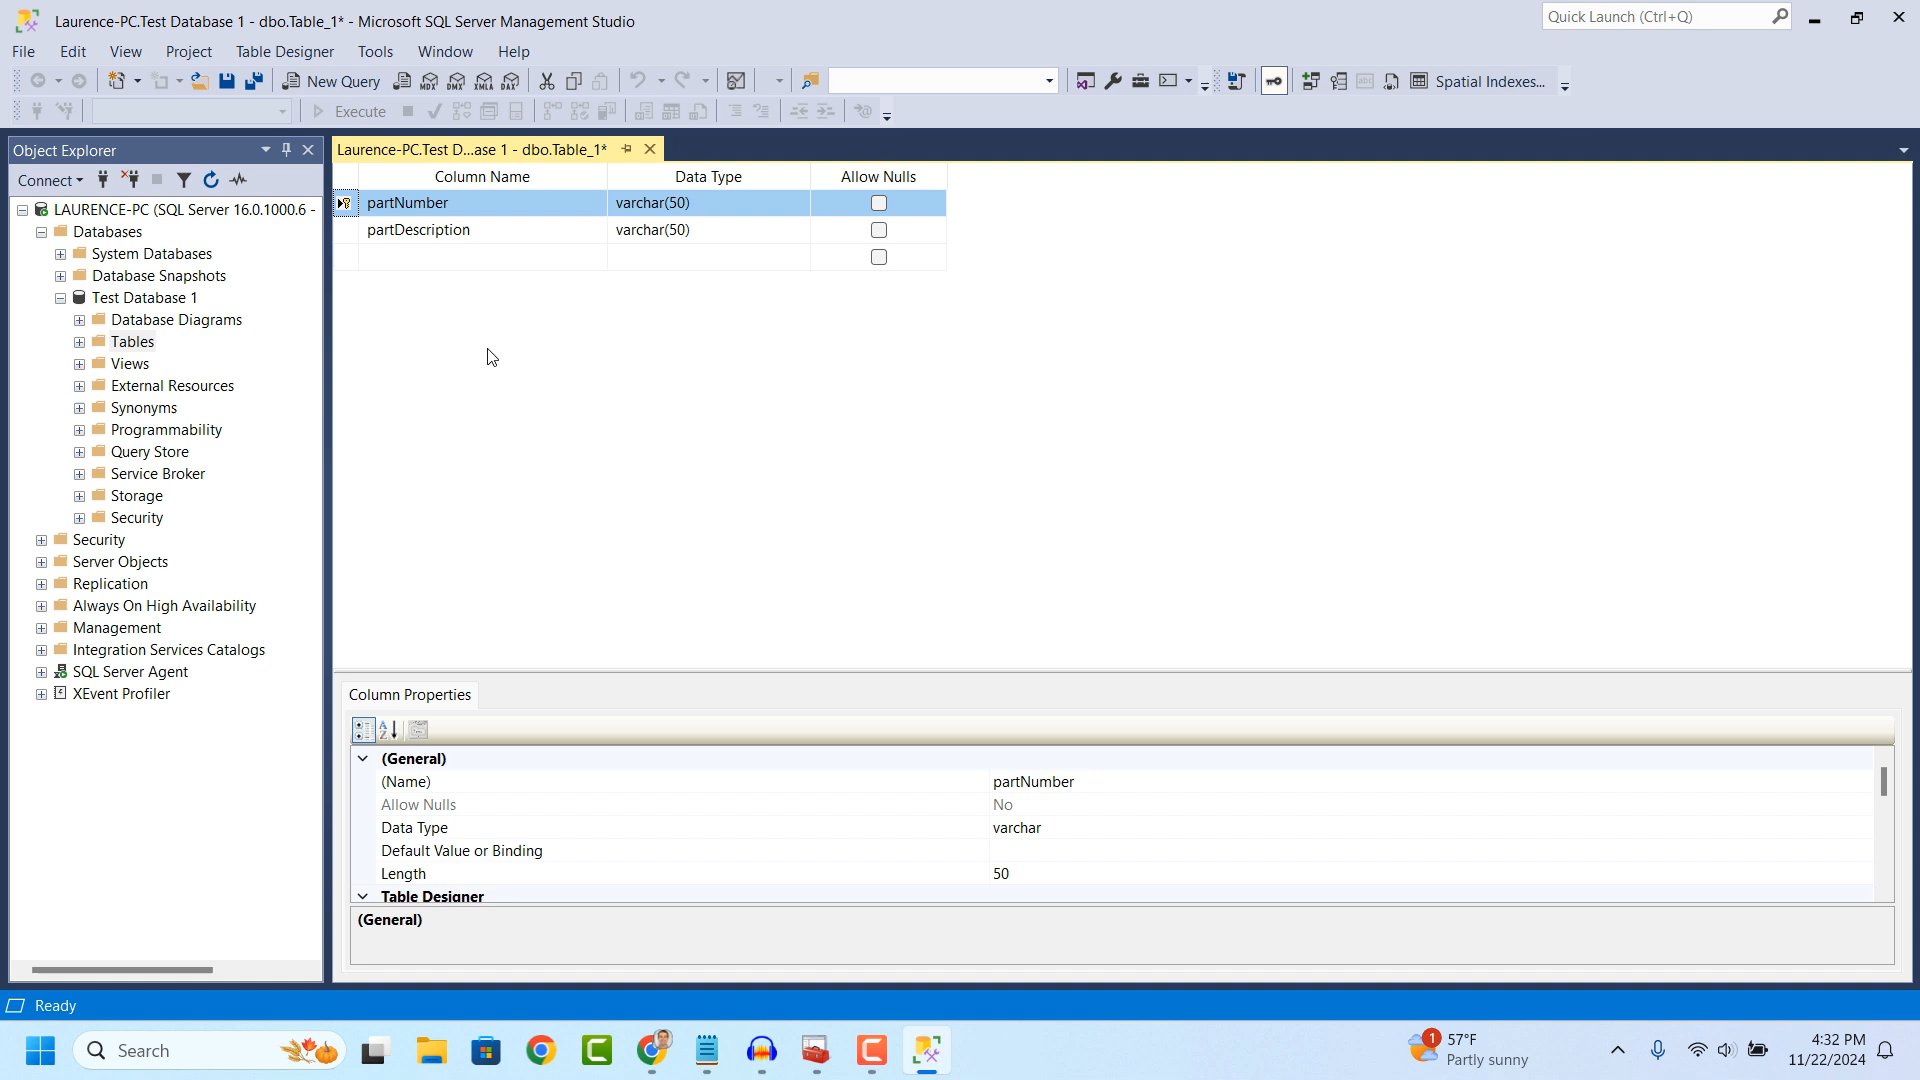 Laurence-PC.Test Database 1 - dbo.Table_1* - Microsoft SQL Server Management Studio
Quick Launch (Ctrl+Q)
File Edit View Project Table Designer Tools Window Help
New Query MDX DMX XMLA DAX Spatial Indexes...
Execute
Object Explorer
Laurence-PC.Test D...ase 1 - dbo.Table_1*
Connect
Column Name Data Type Allow Nulls
partNumber varchar(50)
partDescription varchar(50)
LAURENCE-PC (SQL Server 16.0.1000.6 -
Databases
System Databases
Database Snapshots
Test Database 1
Database Diagrams
Tables
Views
External Resources
Synonyms
Programmability
Query Store
Service Broker
Storage
Security
Security
Server Objects
Replication
Always On High Availability
Management
Integration Services Catalogs
SQL Server Agent
XEvent Profiler
Column Properties
(General)
(Name) partNumber
Allow Nulls No
Data Type varchar
Default Value or Binding
Length 50
Table Designer
(General)
Ready
Search
1
57°F
Partly sunny
4:32 PM
11/22/2024